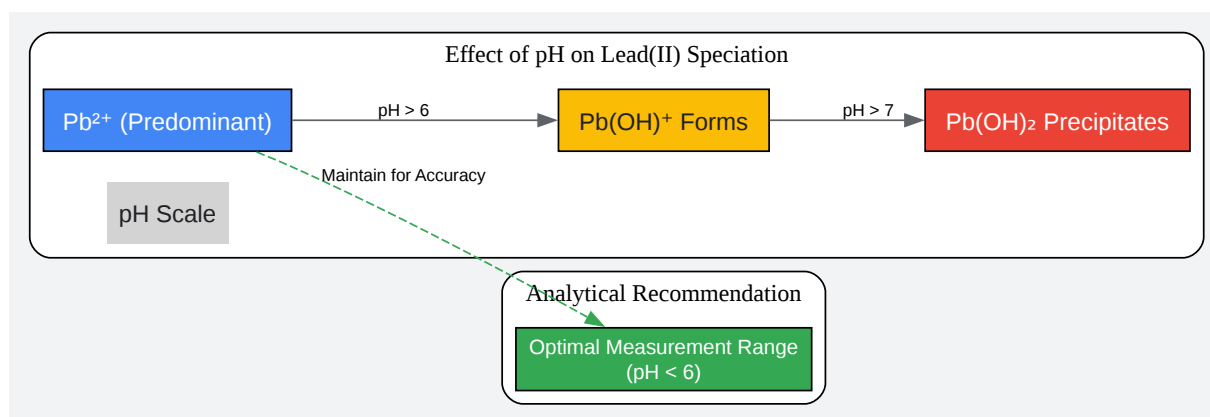 Effect of pH on Lead(II) Speciation
Pb²⁺ (Predominant)
pH > 6
Pb(OH)⁺ Forms
pH > 7
Pb(OH)₂ Precipitates
Maintain for Accuracy
pH Scale
Analytical Recommendation
Optimal Measurement Range
(pH < 6)